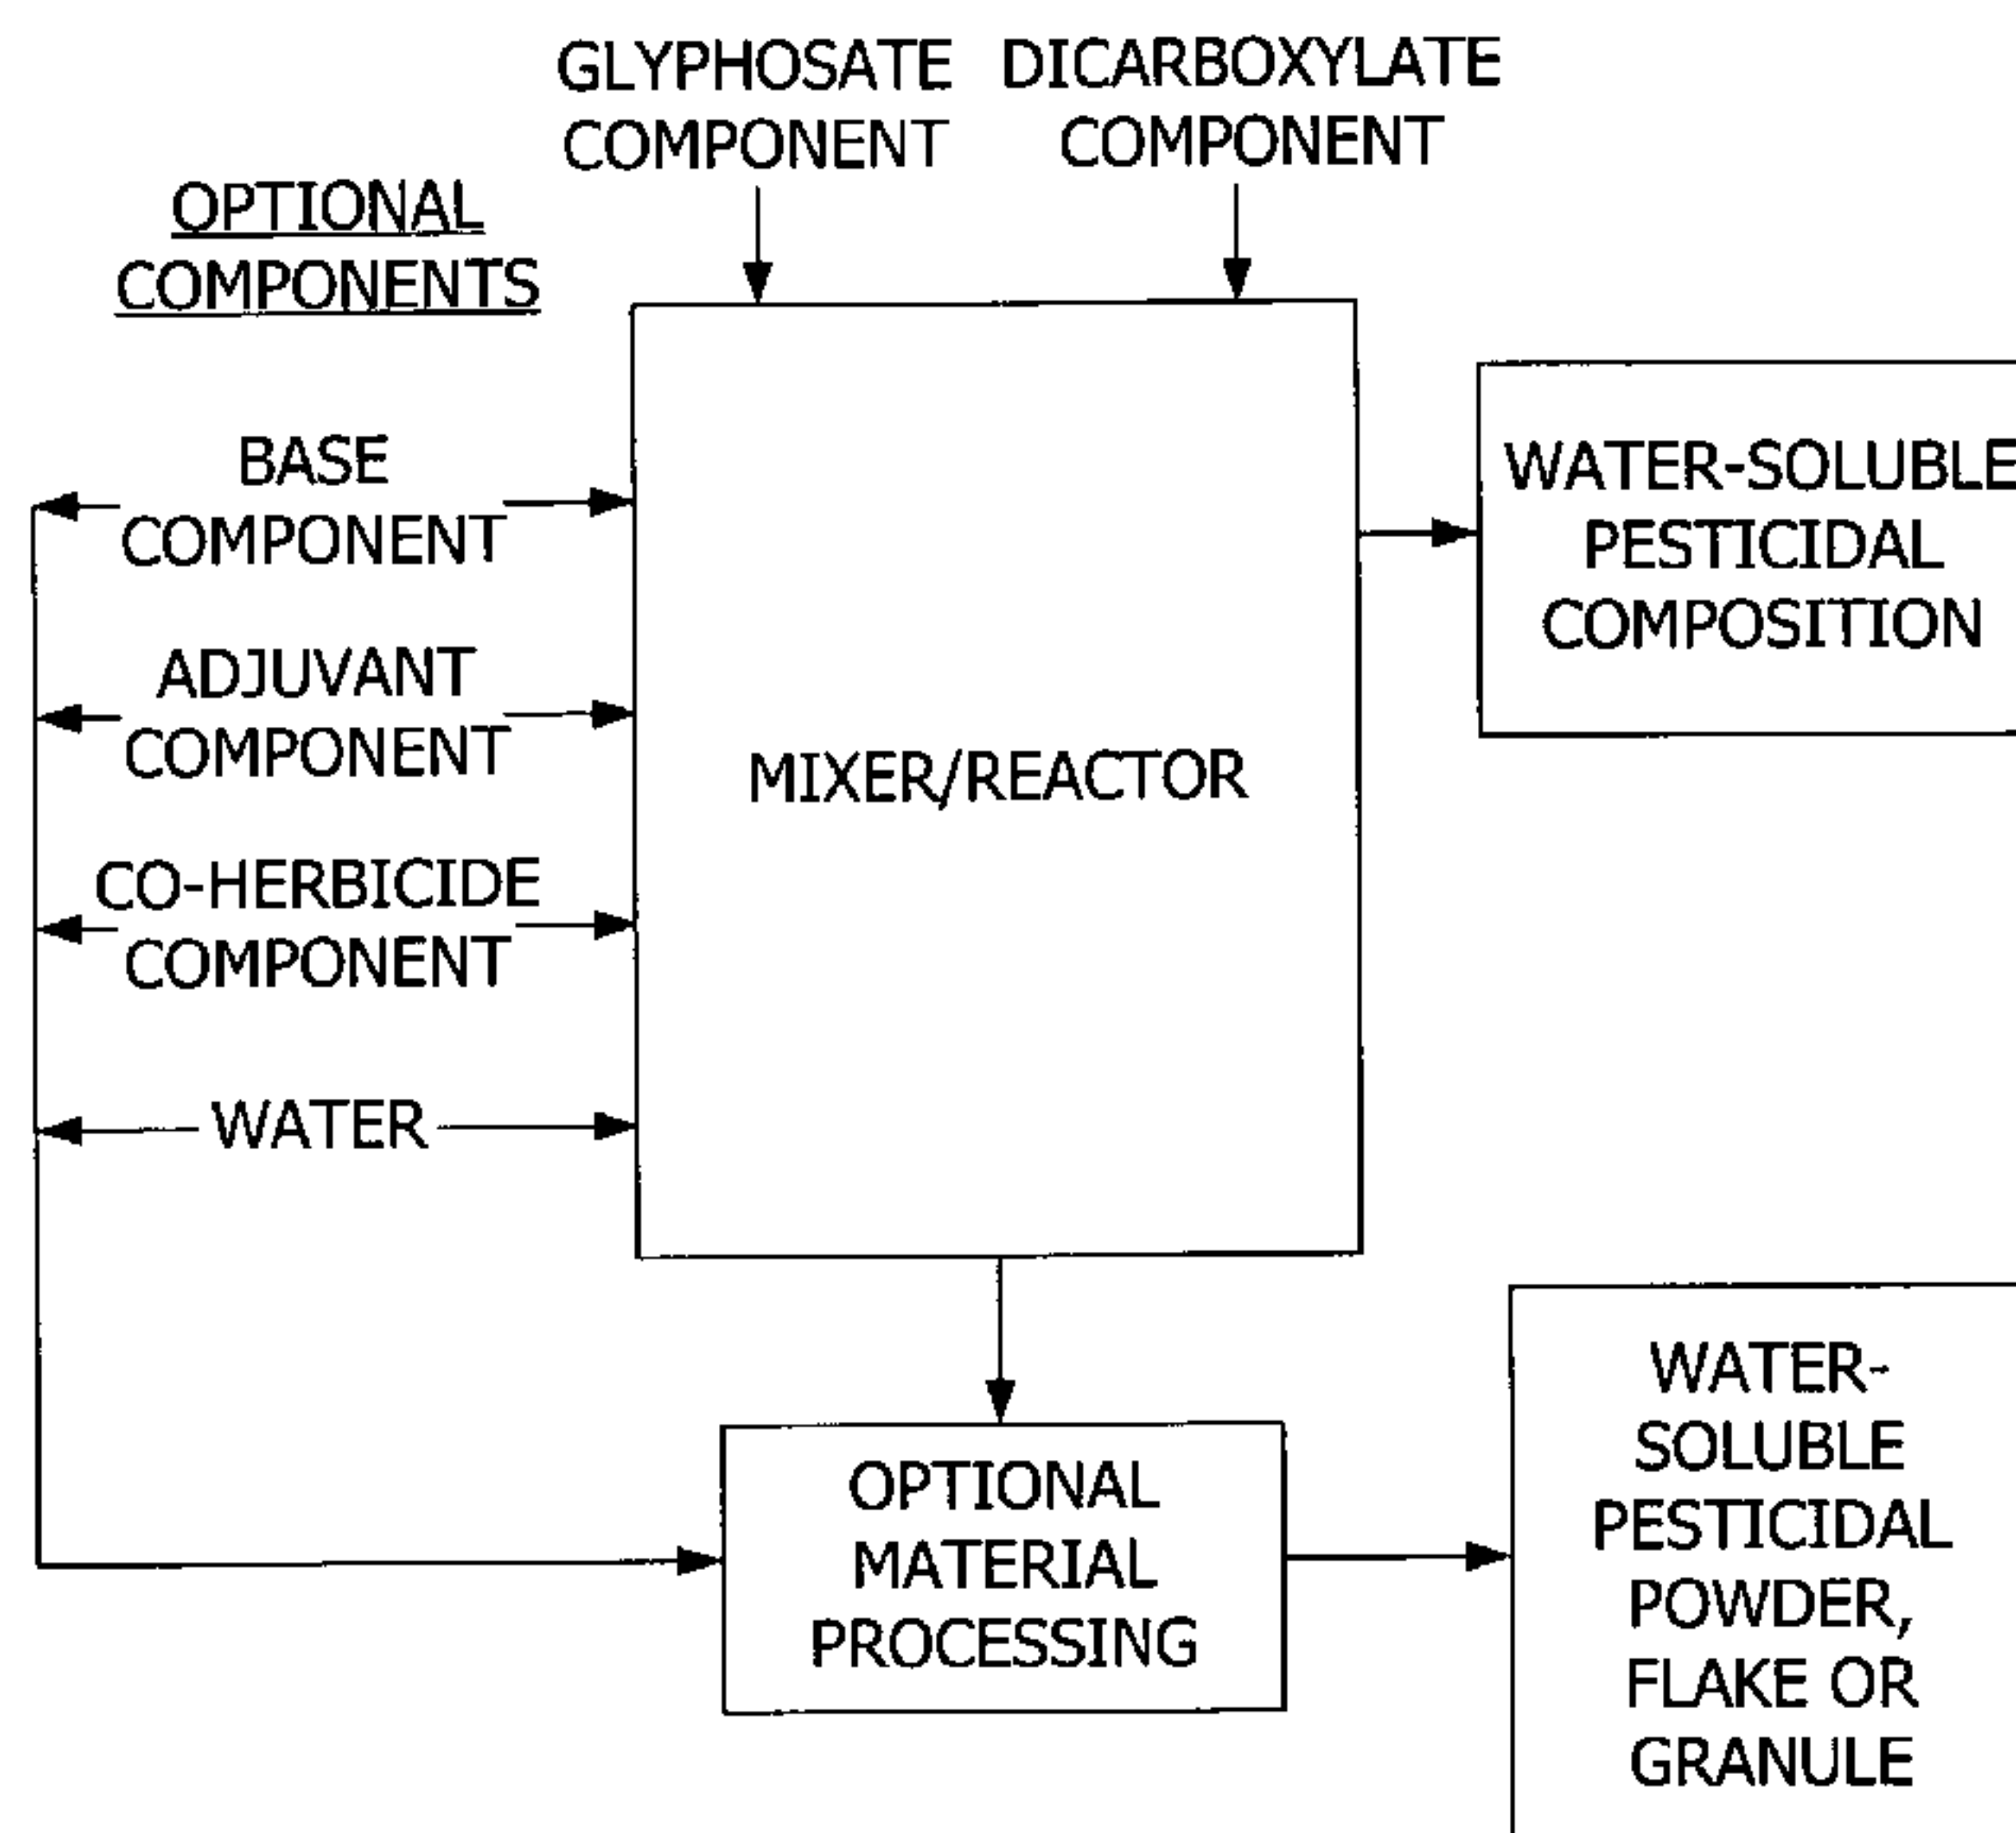 GLYPHOSATE
COMPONENT
DICARBOXYLATE
COMPONENT
OPTIONAL
COMPONENTS
BASE
COMPONENT
ADJUVANT
COMPONENT
CO-HERBICIDE
COMPONENT
WATER
MIXER/REACTOR
WATER-SOLUBLE
PESTICIDAL
COMPOSITION
OPTIONAL
MATERIAL
PROCESSING
WATER-
SOLUBLE
PESTICIDAL
POWDER,
FLAKE OR
GRANULE